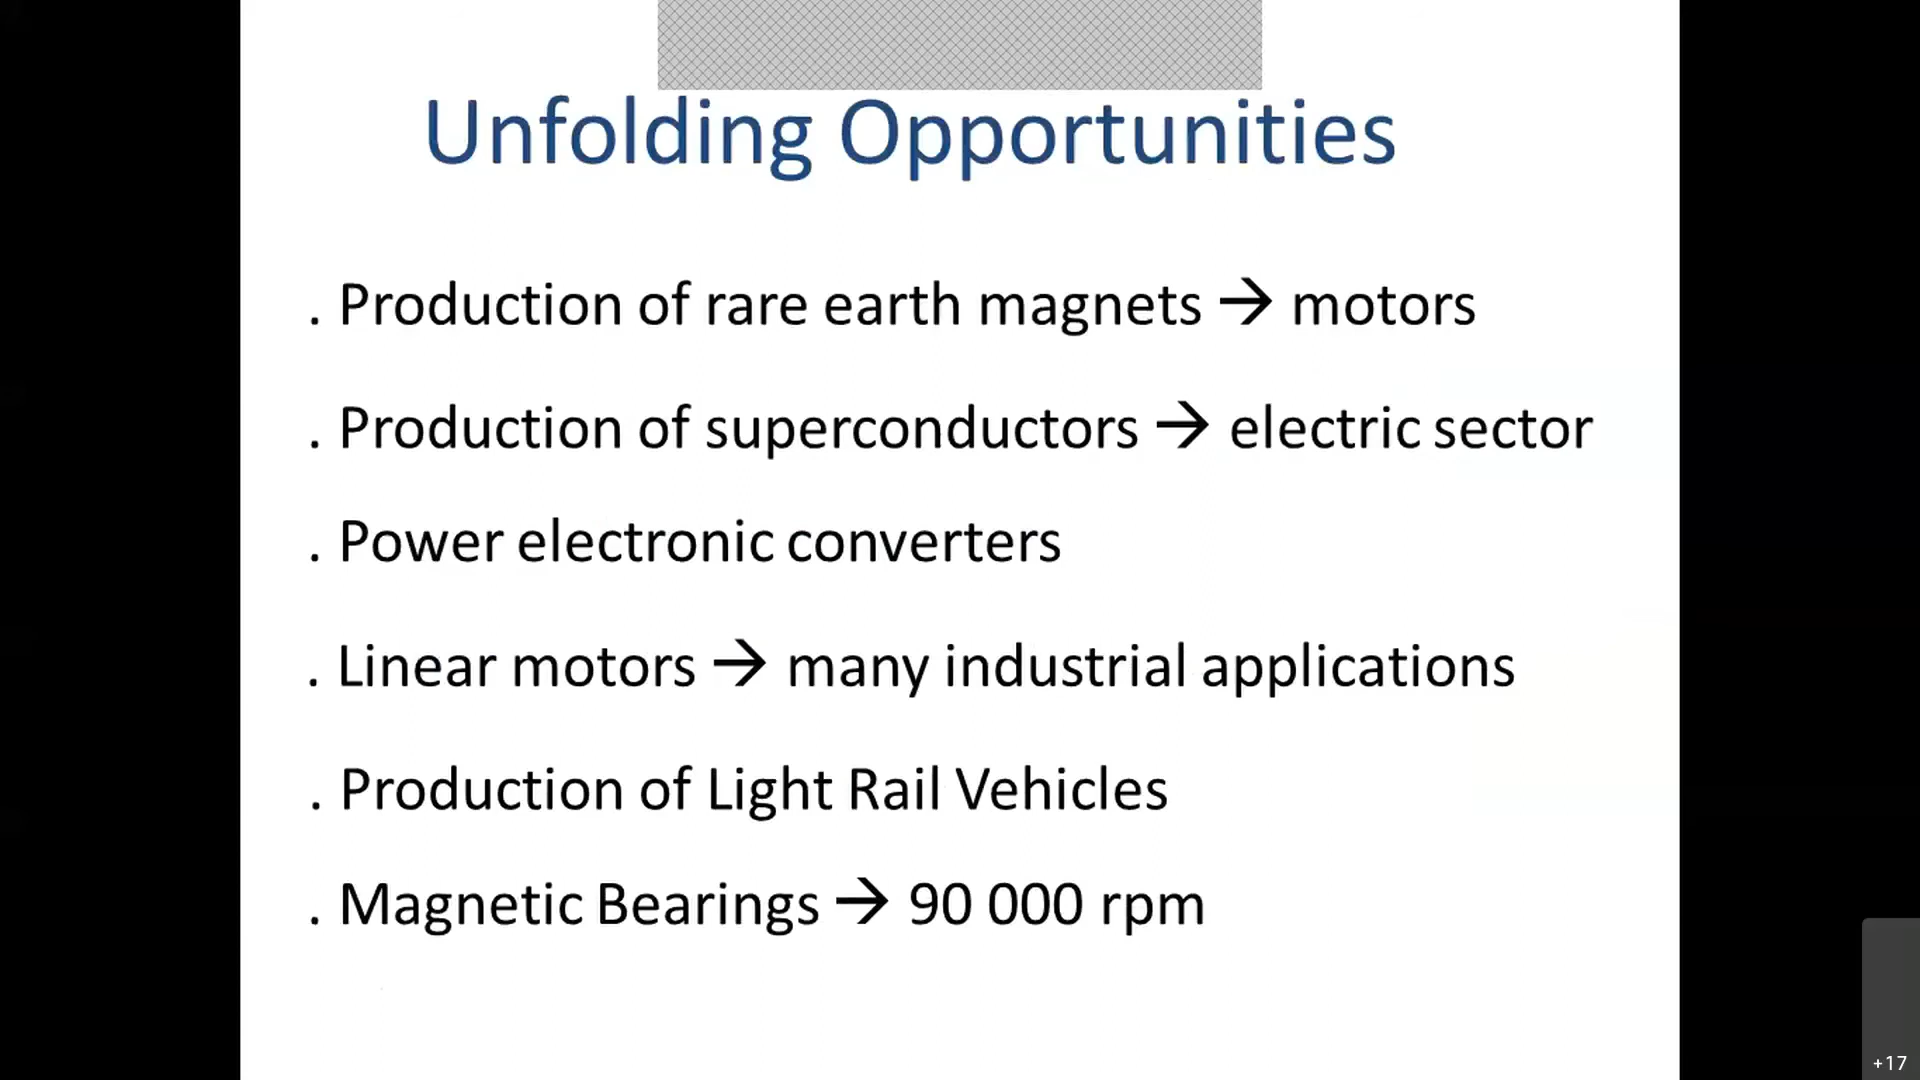 Unfolding Opportunities
. Production of rare earth magnets → motors
. Production of superconductors → electric sector
. Power electronic converters
. Linear motors → many industrial applications
. Production of Light Rail Vehicles
. Magnetic Bearings → 90 000 rpm
+17